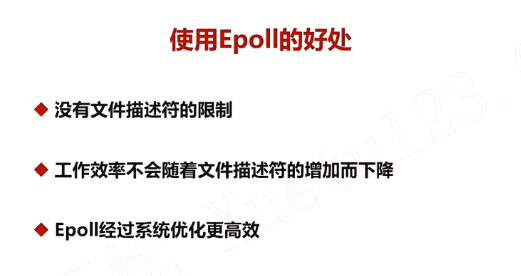 使用Epoll的好处
没有文件描述符的限制
工作效率不会随着文件描述符的增加而下降
Epoll经过系统优化更高效